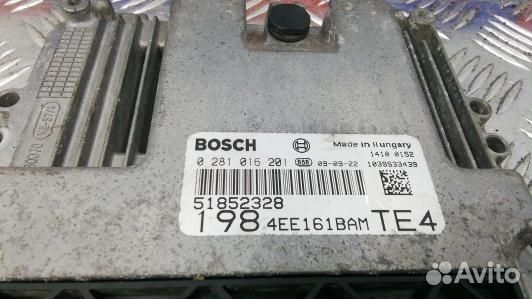 BOSCH
Made in Hungary
0 281 016 201 658 09-09-22
1410 0152
1039S33439
51852328
198 4EE161BAM TE4
Avito